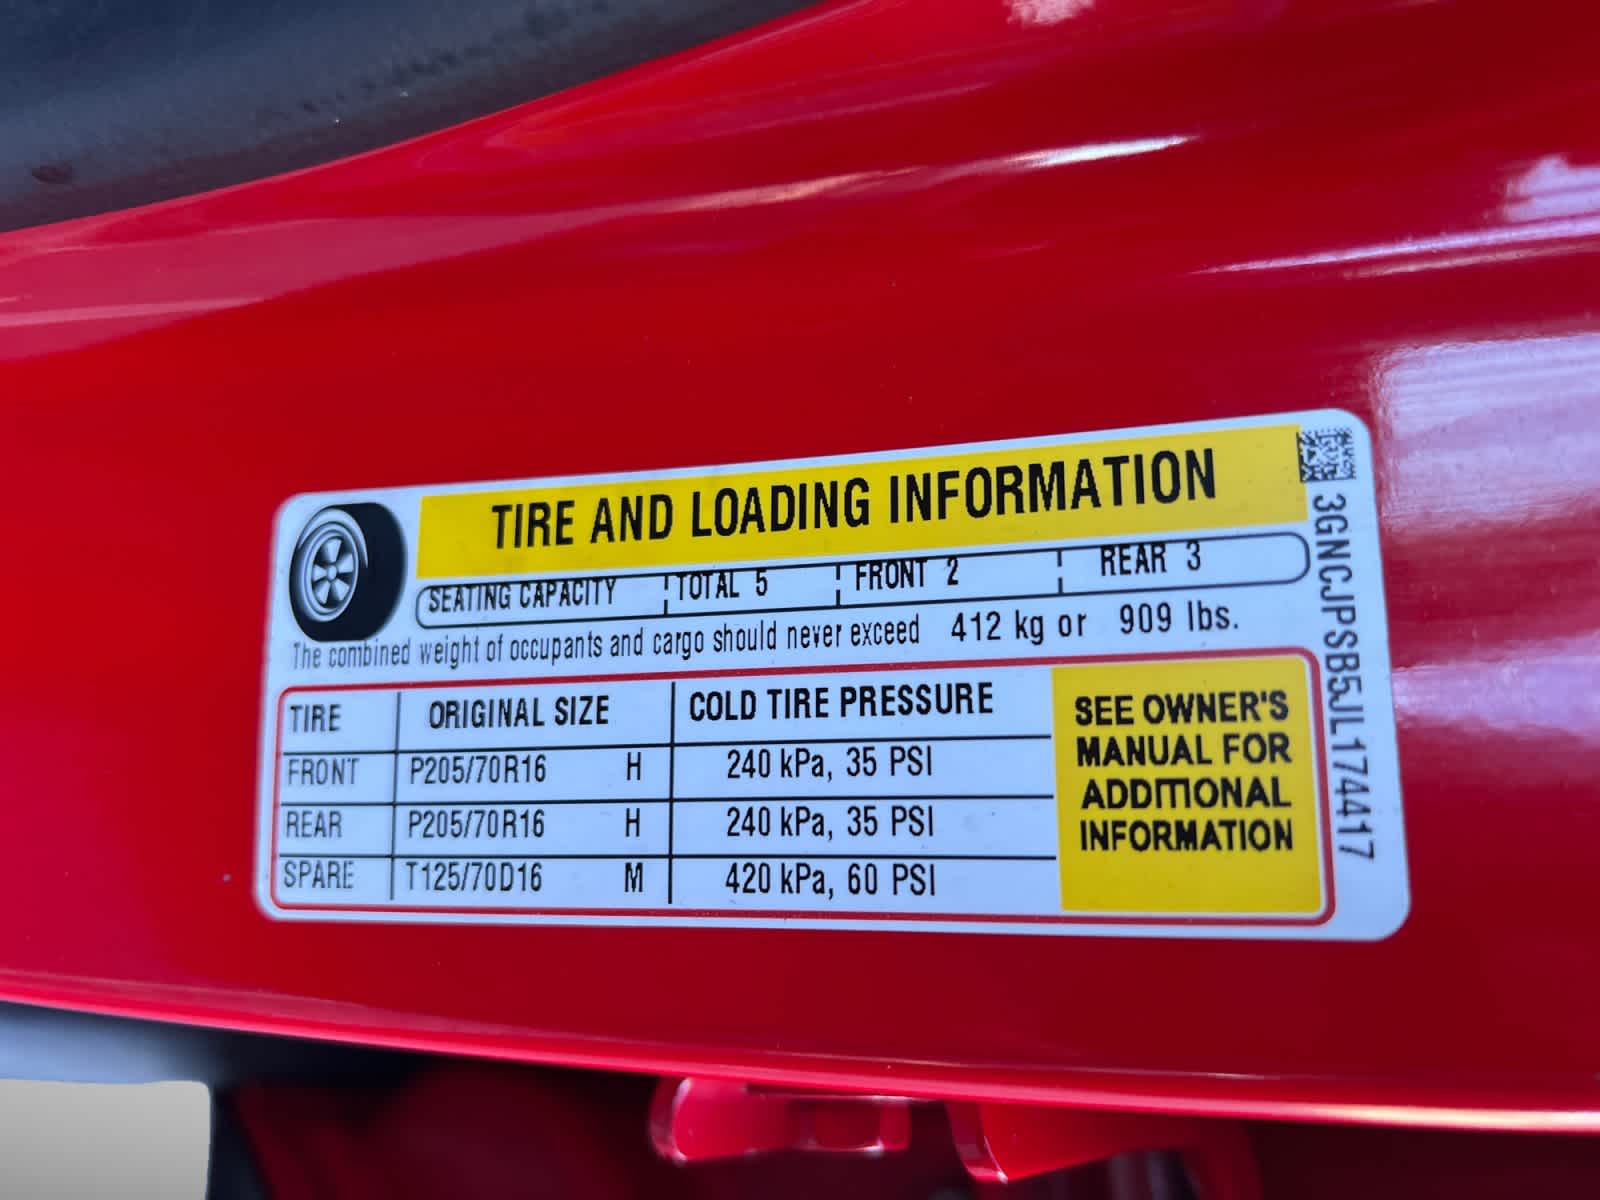 TIRE AND LOADING INFORMATION
SEATING CAPACITY TOTAL 5 FRONT 2 REAR 3
The combined weight of occupants and cargo should never exceed 412 kg or 909 lbs.
TIRE ORIGINAL SIZE COLD TIRE PRESSURE
FRONT P205/70R16 H 240 kPa, 35 PSI
REAR P205/70R16 H 240 kPa, 35 PSI
SPARE T125/70D16 M 420 kPa, 60 PSI
SEE OWNER'S
MANUAL FOR
ADDITIONAL
INFORMATION
3GNCJPSB5JL174417